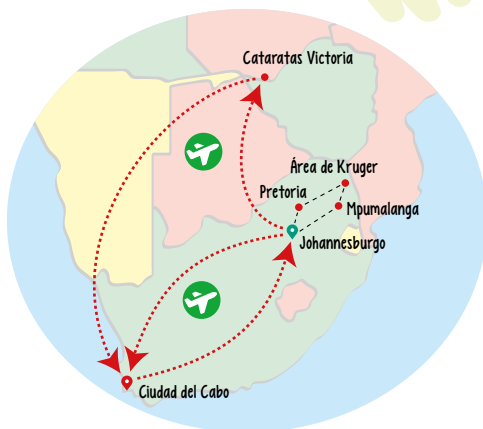 Cataratas Victoria
Área de Kruger
Pretoria
Mpumalanga
Johannesburgo
Ciudad del Cabo